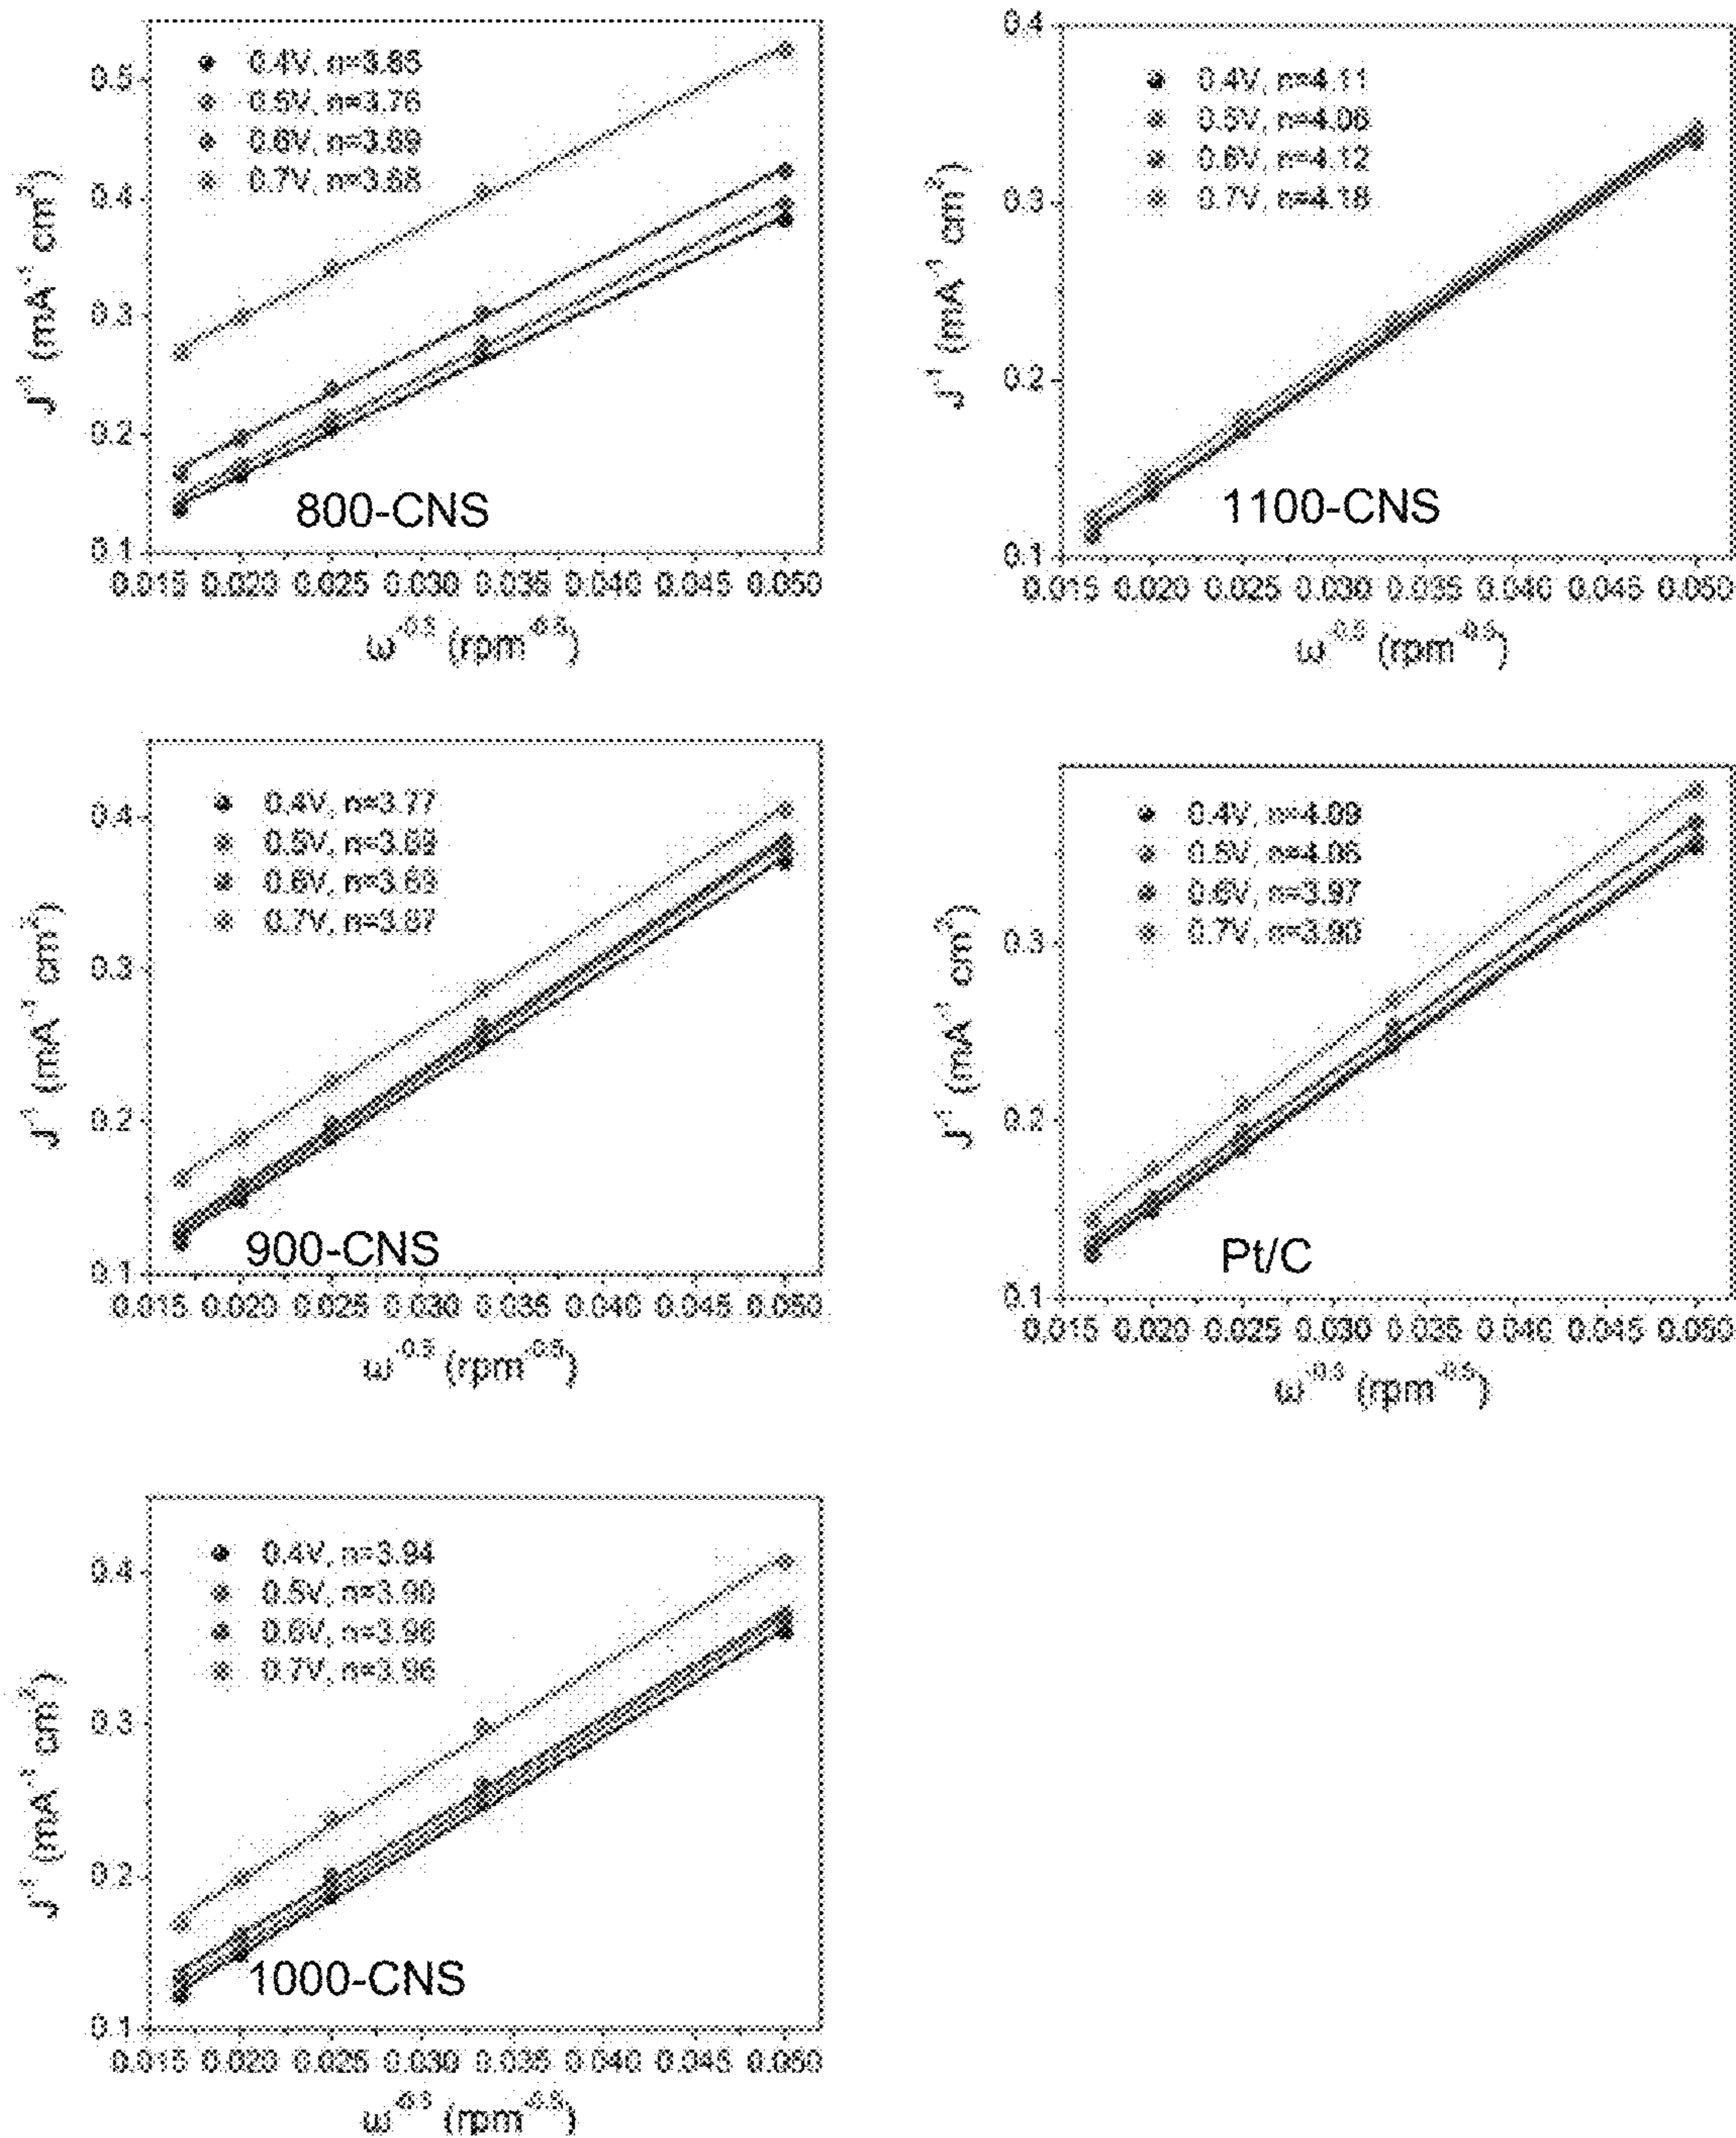 0.4V, n=3.85
0.5V, n=3.76
0.6V, n=3.69
0.7V, n=3.68
0.5
0.4
0.3
0.2
0.1
J⁻¹ (mA⁻¹ cm²)
800-CNS
0.015 0.020 0.025 0.030 0.035 0.040 0.045 0.050
ω⁻⁰·⁵ (rpm⁻⁰·⁵)
0.4V, n=4.11
0.5V, n=4.06
0.6V, n=4.12
0.7V, n=4.18
0.4
0.3
0.2
0.1
J⁻¹ (mA⁻¹ cm²)
1100-CNS
0.015 0.020 0.025 0.030 0.035 0.040 0.045 0.050
ω⁻⁰·⁵ (rpm⁻⁰·⁵)
0.4V, n=3.77
0.5V,
0.6V,
0.7V,
0.4
0.3
0.2
0.1
J⁻¹ (mA⁻¹ cm²)
900-CNS
0.015 0.020 0.025 0.030 0.035 0.040 0.045 0.050
ω⁻⁰·⁵ (rpm⁻⁰·⁵)
0.4V, n=4.09
0.5V, n=4.06
0.6V, n=3.97
0.7V, n=3.90
0.3
0.2
0.1
J⁻¹ (mA⁻¹ cm²)
Pt/C
0.015 0.020 0.025 0.030 0.035 0.040 0.045 0.050
ω⁻⁰·⁵ (rpm⁻⁰·⁵)
0.4V, n=3.94
0.5V, n=3.90
0.6V, n=3.96
0.7V, n=3.96
0.4
0.3
0.2
0.1
J⁻¹ (mA⁻¹ cm²)
1000-CNS
0.015 0.020 0.025 0.030 0.035 0.040 0.045 0.050
ω⁻⁰·⁵ (rpm⁻⁰·⁵)